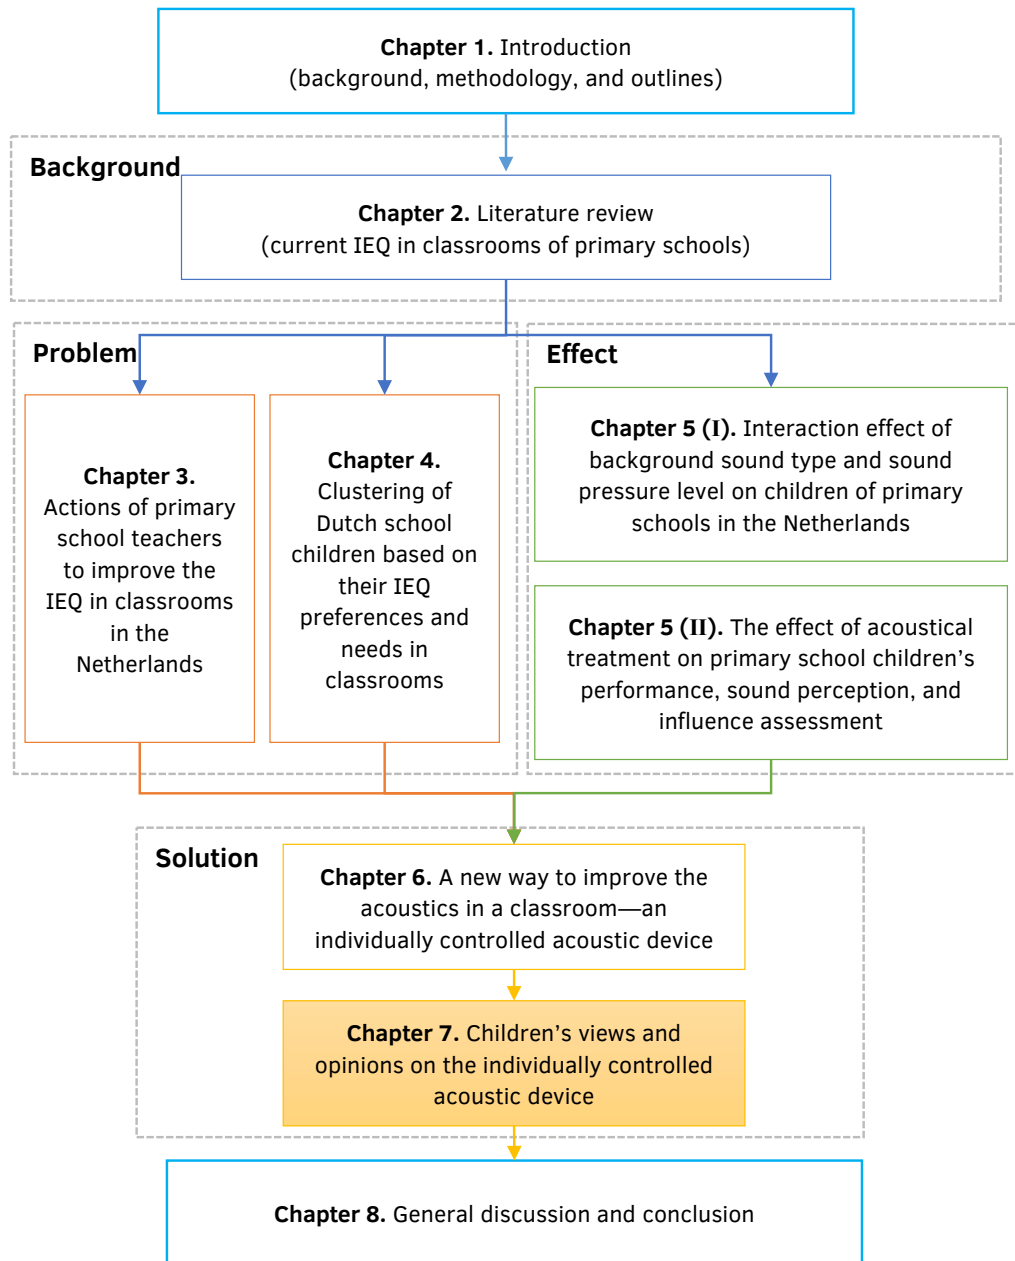 Chapter 1. Introduction
(background, methodology, and outlines)
Background
Chapter 2. Literature review
(current IEQ in classrooms of primary schools)
Problem
Chapter 3.
Actions of primary
school teachers
to improve the
IEQ in classrooms
in the
Netherlands
Chapter 4.
Clustering of
Dutch school
children based on
their IEQ
preferences and
needs in
classrooms
Effect
Chapter 5 (I). Interaction effect of
background sound type and sound
pressure level on children of primary
schools in the Netherlands
Chapter 5 (II). The effect of acoustical
treatment on primary school children’s
performance, sound perception, and
influence assessment
Solution
Chapter 6. A new way to improve the
acoustics in a classroom—an
individually controlled acoustic device
Chapter 7. Children’s views and
opinions on the individually controlled
acoustic device
Chapter 8. General discussion and conclusion